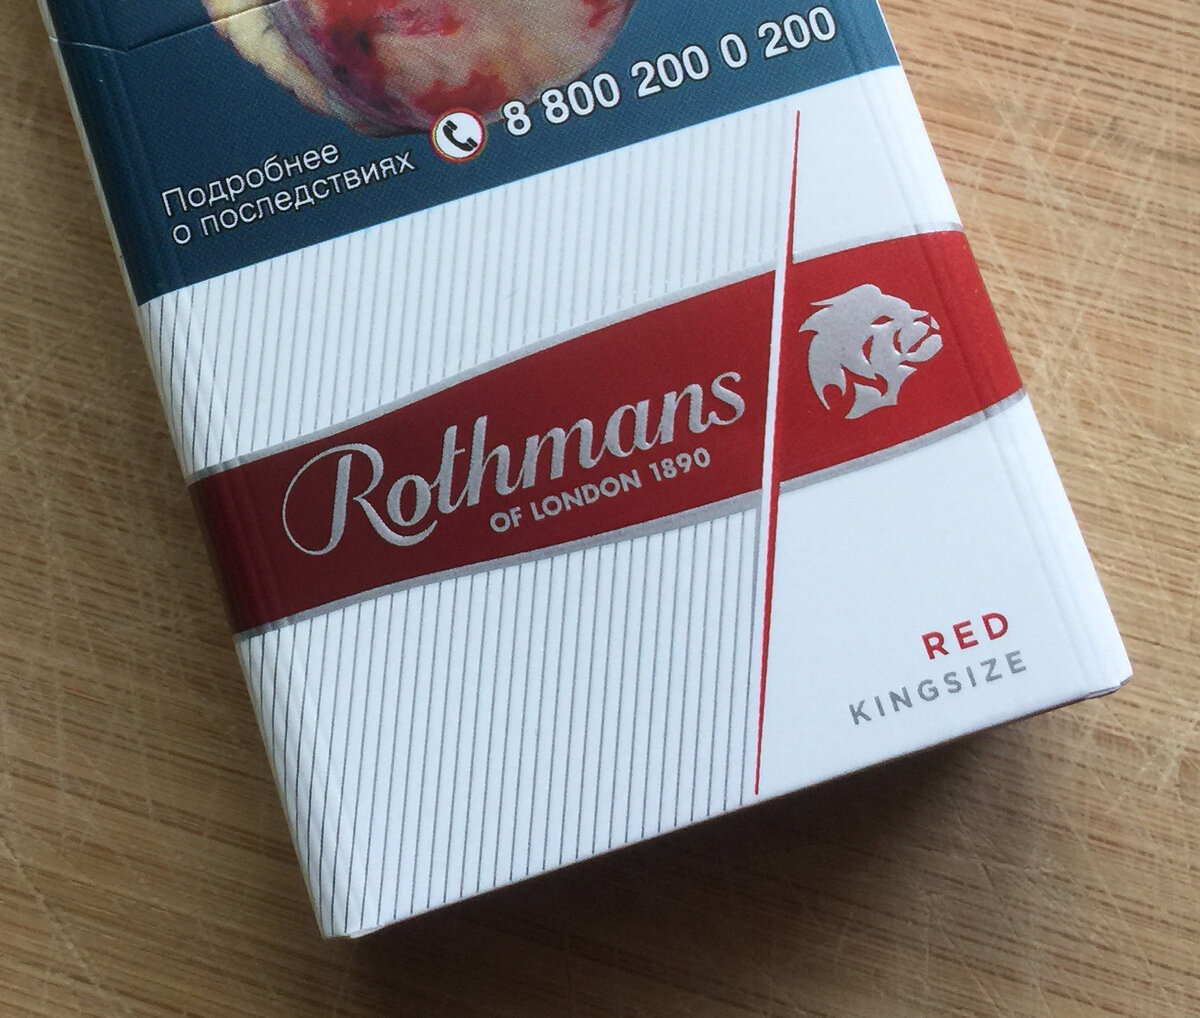 Подробнее
о последствиях
8 800 200 0 200
Rothmans
OF LONDON 1890
RED
KINGSIZE